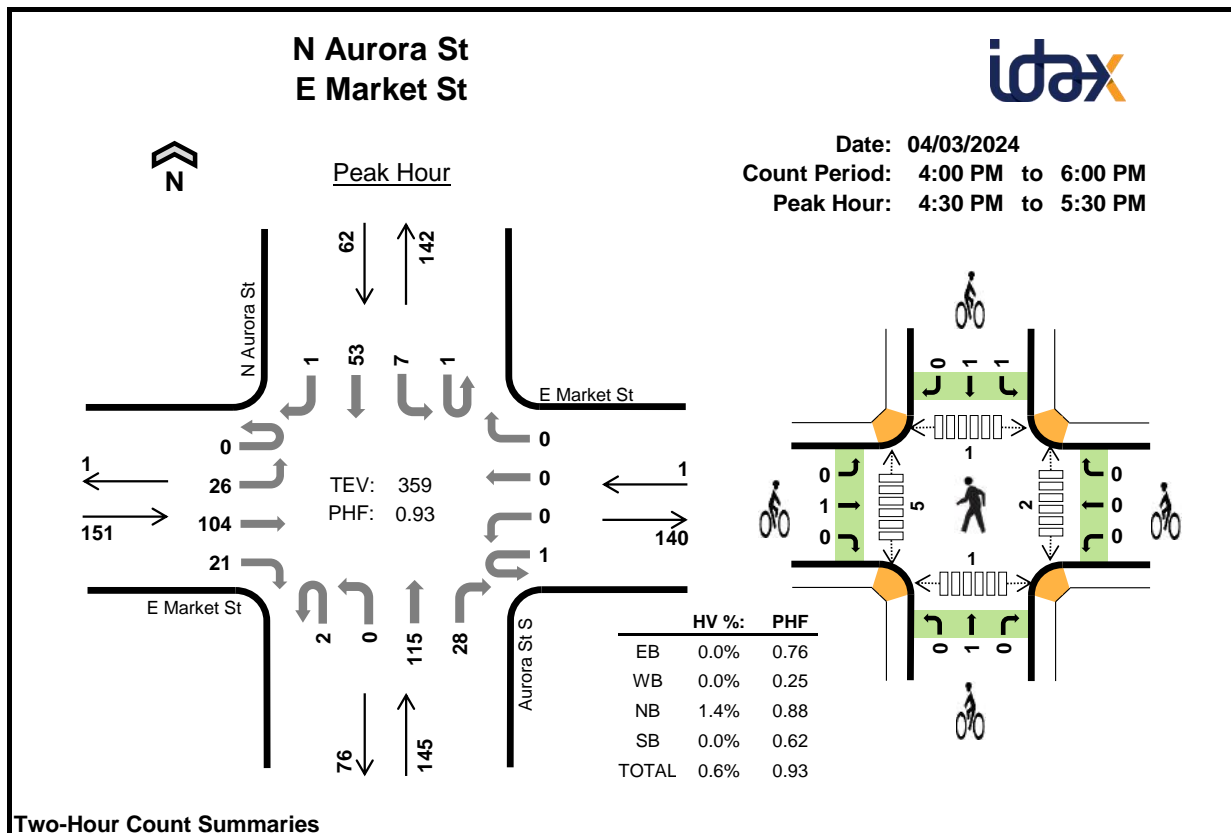 N Aurora St
E Market St
idax
Date: 04/03/2024
Count Period: 4:00 PM to 6:00 PM
Peak Hour: 4:30 PM to 5:30 PM
N
Peak Hour
62 142
N Aurora St
1 53 7 1
E Market St
0
26
104
21
1
151
TEV: 359
PHF: 0.93
0
0
0
1
1
140
E Market St
2 0 115 28
Aurora St S
76 145
HV %: PHF
EB 0.0% 0.76
WB 0.0% 0.25
NB 1.4% 0.88
SB 0.0% 0.62
TOTAL 0.6% 0.93
0 1 1
1
0
1
0
5
2
0
0
0
1
0 1 0
Two-Hour Count Summaries